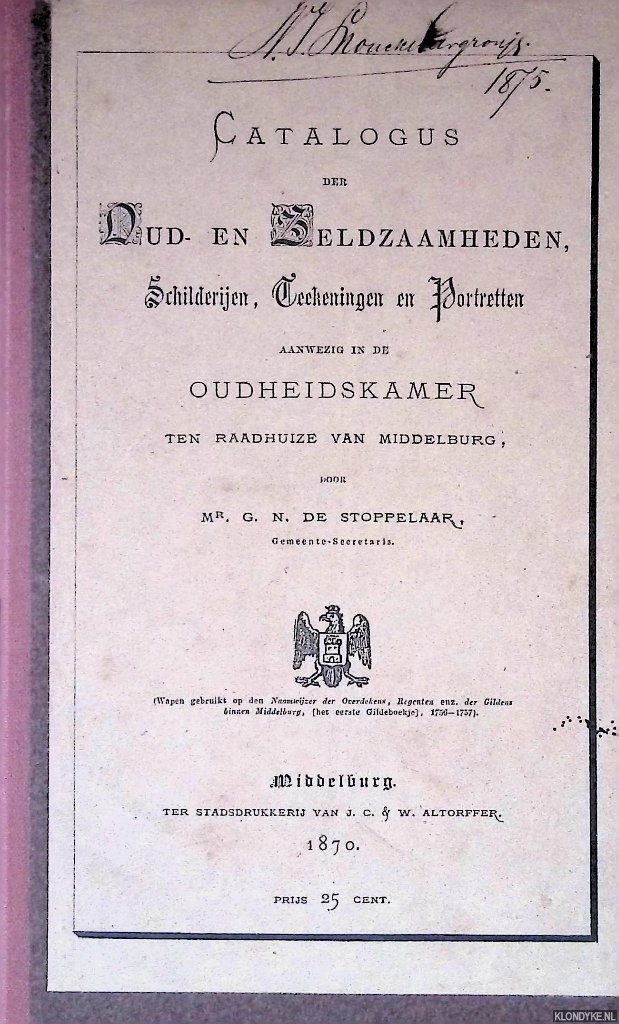 1875.
CATALOGUS
DER
OUD- EN ZELDZAAMHEDEN,
Schilderijen, Teekeningen en Portretten
AANWEZIG IN DE
OUDHEIDSKAMER
TEN RAADHUIZE VAN MIDDELBURG,
DOOR
MR. G. N. DE STOPPELAAR,
Gemeente-Secretaris.
(Wapen gebruikt op den Naamwijzer der Overdekens, Regenten enz. der Gildens
binnen Middelburg, [het eerste Gildeboekje], 1756—1757).
Middelburg.
TER STADSDRUKKERIJ VAN J. C. & W. ALTORFFER.
1870.
PRIJS 25 CENT.
KLONDYKE.NL